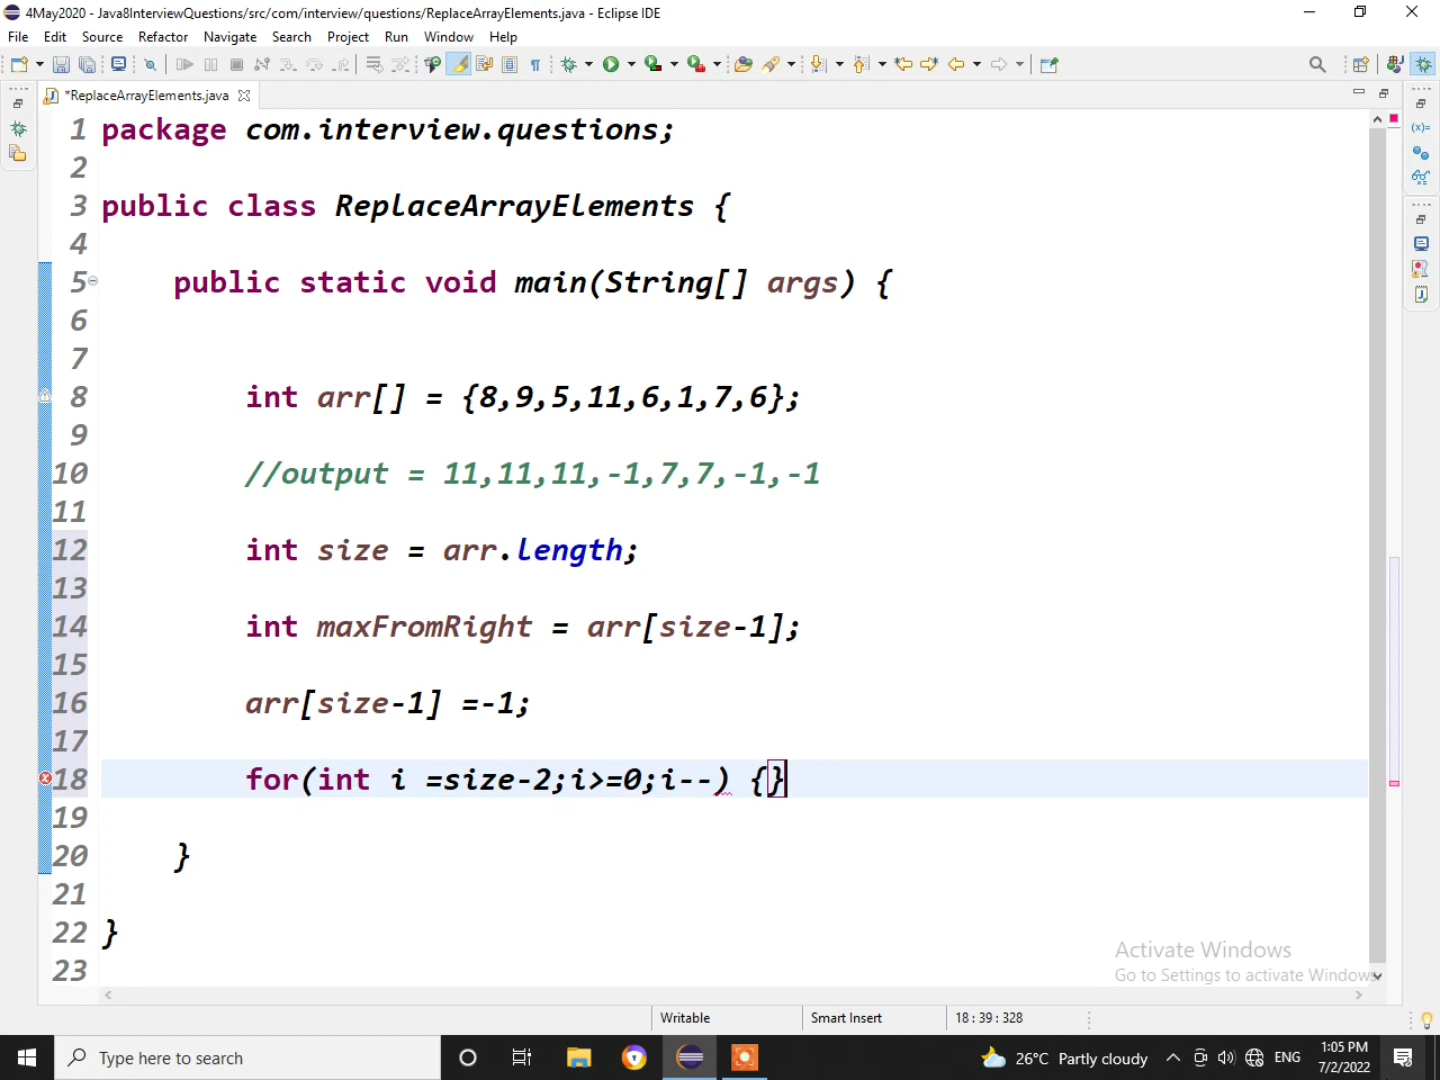 4May2020 - Java8InterviewQuestions/src/com/interview/questions/ReplaceArrayElements.java - Eclipse IDE
File Edit Source Refactor Navigate Search Project Run Window Help
*ReplaceArrayElements.java
1 package com.interview.questions;
2
3 public class ReplaceArrayElements {
4
5 public static void main(String[] args) {
6
7
8 int arr[] = {8,9,5,11,6,1,7,6};
9
10 //output = 11,11,11,-1,7,7,-1,-1
11
12 int size = arr.length;
13
14 int maxFromRight = arr[size-1];
15
16 arr[size-1] =-1;
17
18 for(int i =size-2;i>=0;i--) {}
19
20 }
21
22 }
23
Activate Windows
Go to Settings to activate Windows
Writable Smart Insert 18 : 39 : 328
Type here to search 26°C Partly cloudy ENG 1:05 PM
7/2/2022